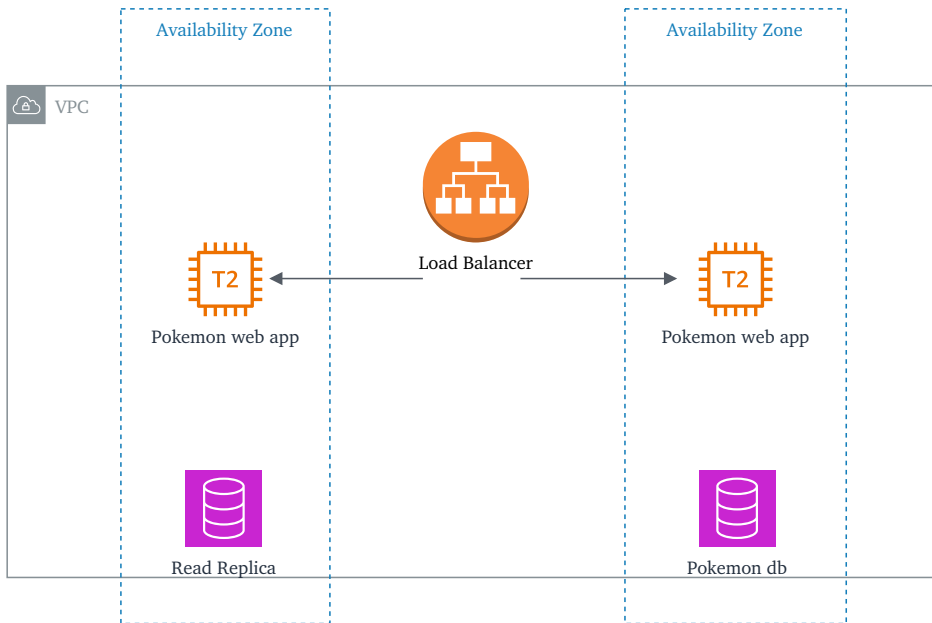 Availability Zone
Availability Zone
VPC
Load Balancer
T2
T2
Pokemon web app
Pokemon web app
Read Replica
Pokemon db